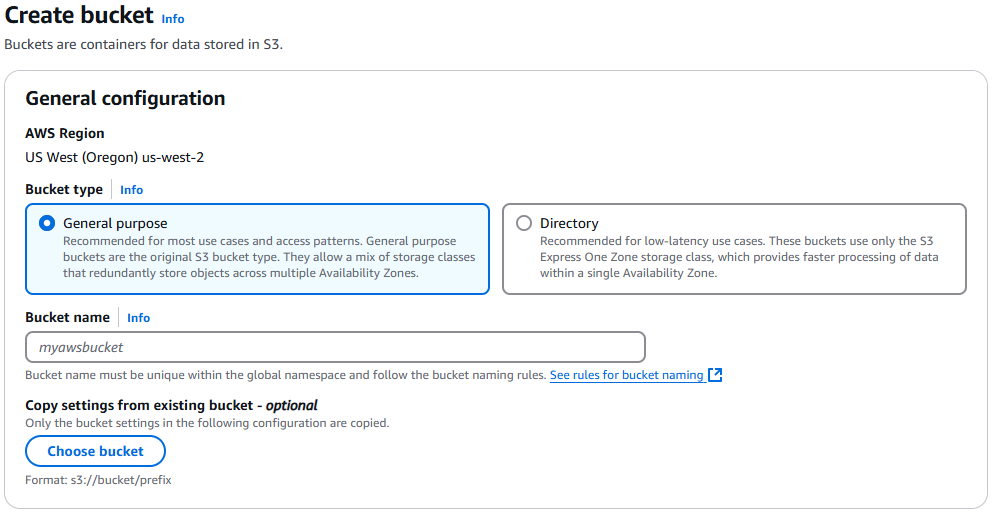 Create bucket Info
Buckets are containers for data stored in S3.
General configuration
AWS Region
US West (Oregon) us-west-2
Bucket type Info
General purpose
Recommended for most use cases and access patterns. General purpose
buckets are the original S3 bucket type. They allow a mix of storage classes
that redundantly store objects across multiple Availability Zones.
Directory
Recommended for low-latency use cases. These buckets use only the S3
Express One Zone storage class, which provides faster processing of data
within a single Availability Zone.
Bucket name Info
myawsbucket
Bucket name must be unique within the global namespace and follow the bucket naming rules. See rules for bucket naming
Copy settings from existing bucket - optional
Only the bucket settings in the following configuration are copied.
Choose bucket
Format: s3://bucket/prefix